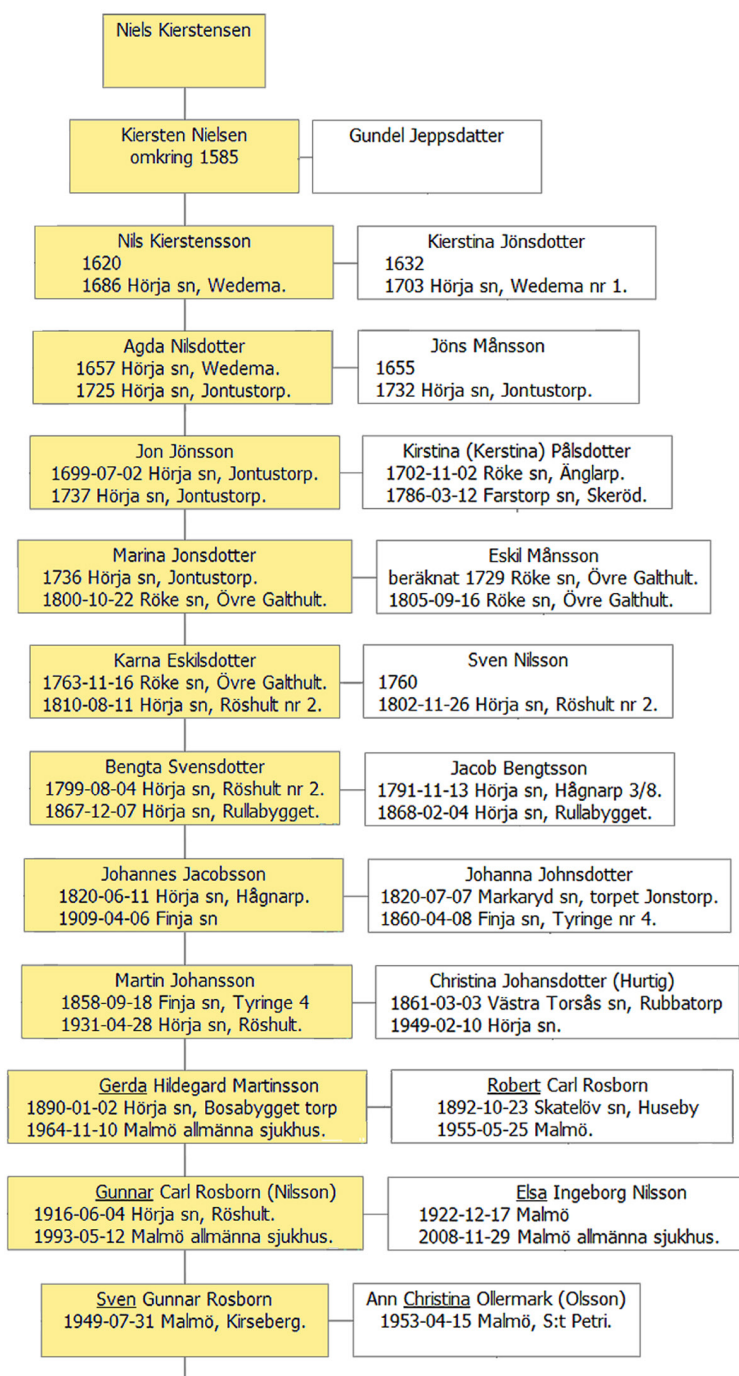 Niels Kierstensen
Kiersten Nielsen
omkring 1585
Gundel Jeppsdatter
Nils Kierstensson
1620
1686 Hörja sn, Wedema.
Kierstina Jönsdotter
1632
1703 Hörja sn, Wedema nr 1.
Agda Nilsdotter
1657 Hörja sn, Wedema.
1725 Hörja sn, Jontustorp.
Jöns Månsson
1655
1732 Hörja sn, Jontustorp.
Jon Jönsson
1699-07-02 Hörja sn, Jontustorp.
1737 Hörja sn, Jontustorp.
Kirstina (Kerstina) Pålsdotter
1702-11-02 Röke sn, Änglarp.
1786-03-12 Farstorp sn, Skeröd.
Marina Jonsdotter
1736 Hörja sn, Jontustorp.
1800-10-22 Röke sn, Övre Galthult.
Eskil Månsson
beräknat 1729 Röke sn, Övre Galthult.
1805-09-16 Röke sn, Övre Galthult.
Karna Eskilsdotter
1763-11-16 Röke sn, Övre Galthult.
1810-08-11 Hörja sn, Röshult nr 2.
Sven Nilsson
1760
1802-11-26 Hörja sn, Röshult nr 2.
Bengta Svensdotter
1799-08-04 Hörja sn, Röshult nr 2.
1867-12-07 Hörja sn, Rullabygget.
Jacob Bengtsson
1791-11-13 Hörja sn, Hågnarp 3/8.
1868-02-04 Hörja sn, Rullabygget.
Johannes Jacobsson
1820-06-11 Hörja sn, Hågnarp.
1909-04-06 Finja sn
Johanna Johnsdotter
1820-07-07 Markaryd sn, torpet Jonstorp.
1860-04-08 Finja sn, Tyringe nr 4.
Martin Johansson
1858-09-18 Finja sn, Tyringe 4
1931-04-28 Hörja sn, Röshult.
Christina Johansdotter (Hurtig)
1861-03-03 Västra Torsås sn, Rubbatorp
1949-02-10 Hörja sn.
Gerda Hildegard Martinsson
1890-01-02 Hörja sn, Bosabygget torp
1964-11-10 Malmö allmänna sjukhus.
Robert Carl Rosborn
1892-10-23 Skatelöv sn, Huseby
1955-05-25 Malmö.
Gunnar Carl Rosborn (Nilsson)
1916-06-04 Hörja sn, Röshult.
1993-05-12 Malmö allmänna sjukhus.
Elsa Ingeborg Nilsson
1922-12-17 Malmö
2008-11-29 Malmö allmänna sjukhus.
Sven Gunnar Rosborn
1949-07-31 Malmö, Kirseberg.
Ann Christina Ollermark (Olsson)
1953-04-15 Malmö, S:t Petri.